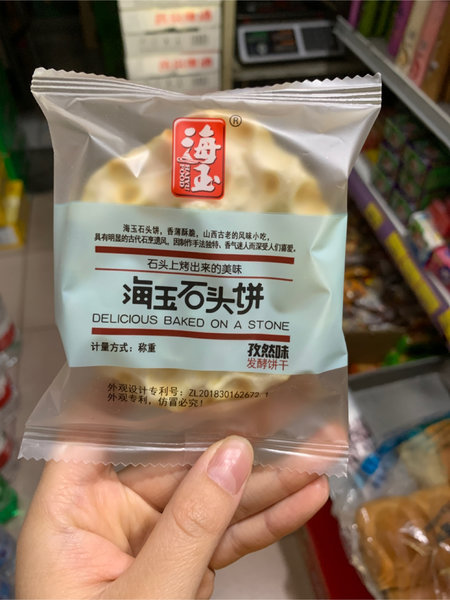 海玉
®
HAIYU FOOD
海玉石头饼，香薄酥脆，山西古老的风味小吃，
具有明显的古代石烹遗风，因制作手法独特、香气迷人而深受人们喜爱。
石头上烤出来的美味
海玉石头饼
DELICIOUS BAKED ON A STONE
计量方式：称重
孜然味
发酵饼干
外观设计专利号：ZL201830162672.1
外观专利，仿冒必究！